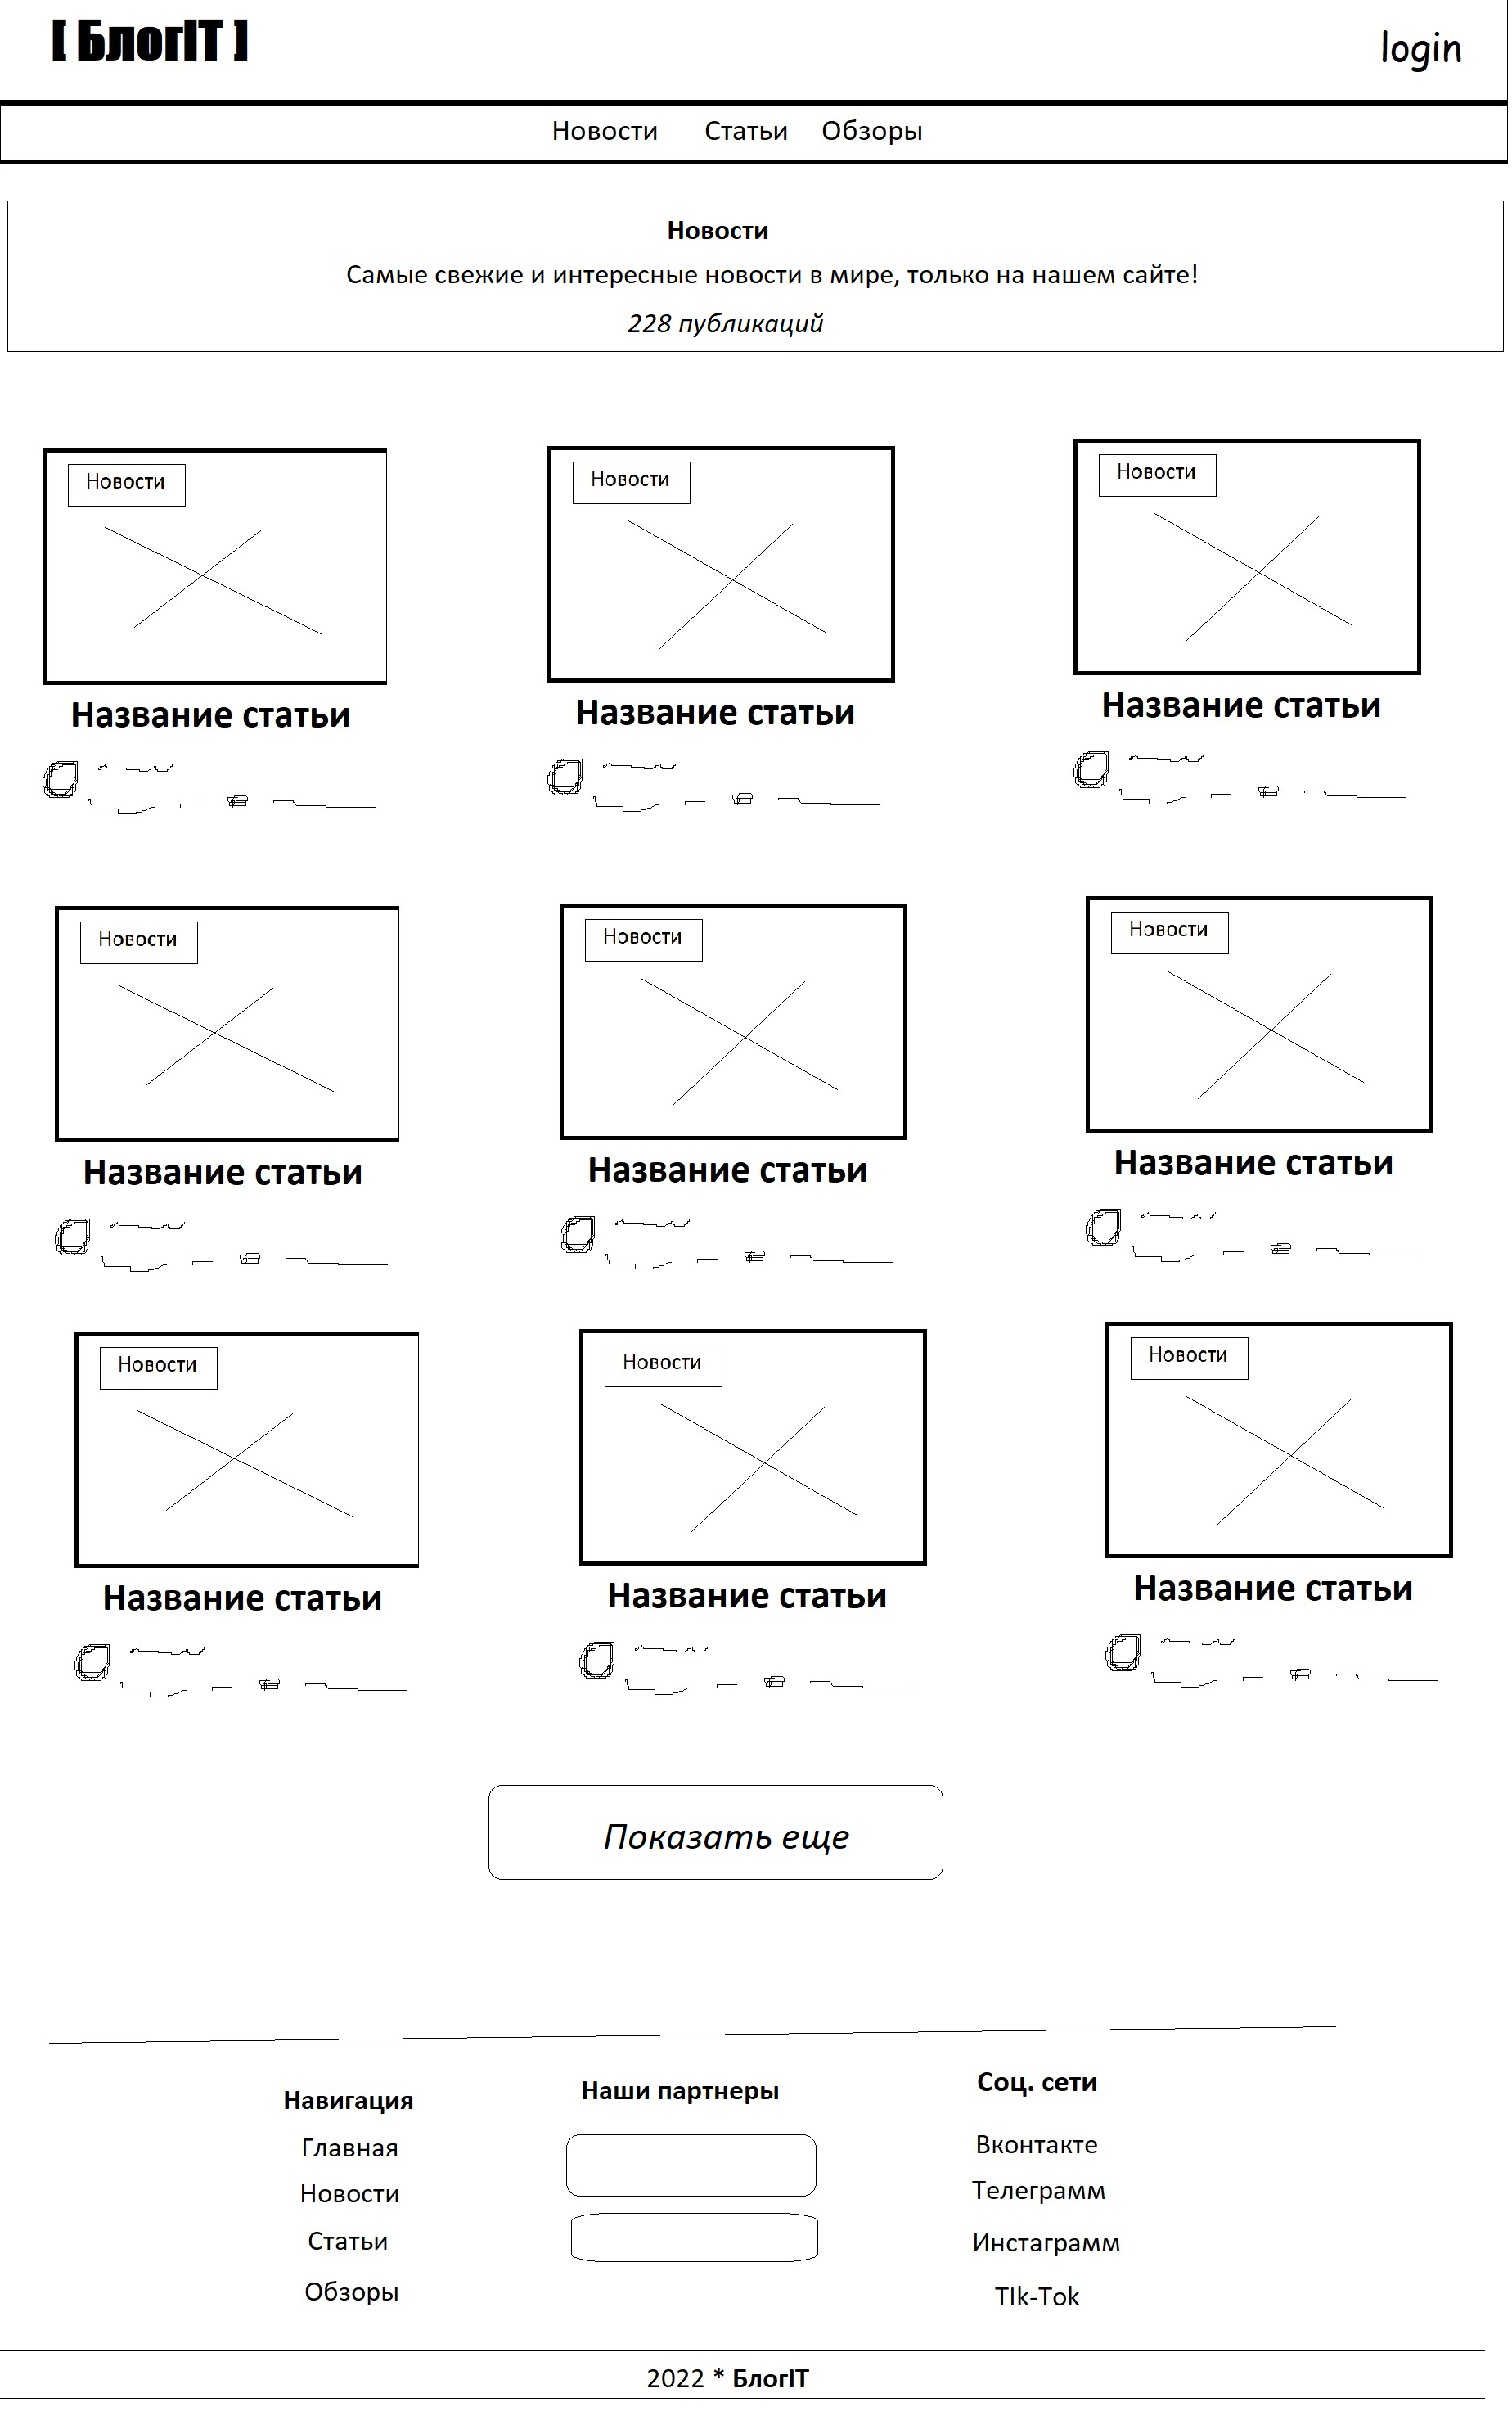 [ БлогIT ]
login
Новости Статьи Обзоры
Новости
Самые свежие и интересные новости в мире, только на нашем сайте!
228 публикаций
Новости Новости Новости
Название статьи Название статьи Название статьи
Новости Новости Новости
Название статьи Название статьи Название статьи
Новости Новости Новости
Название статьи Название статьи Название статьи
Показать еще
Навигация
Главная
Новости
Статьи
Обзоры
Наши партнеры
Соц. сети
Вконтакте
Телеграмм
Инстаграмм
TIk-Tok
2022 * БлогIT